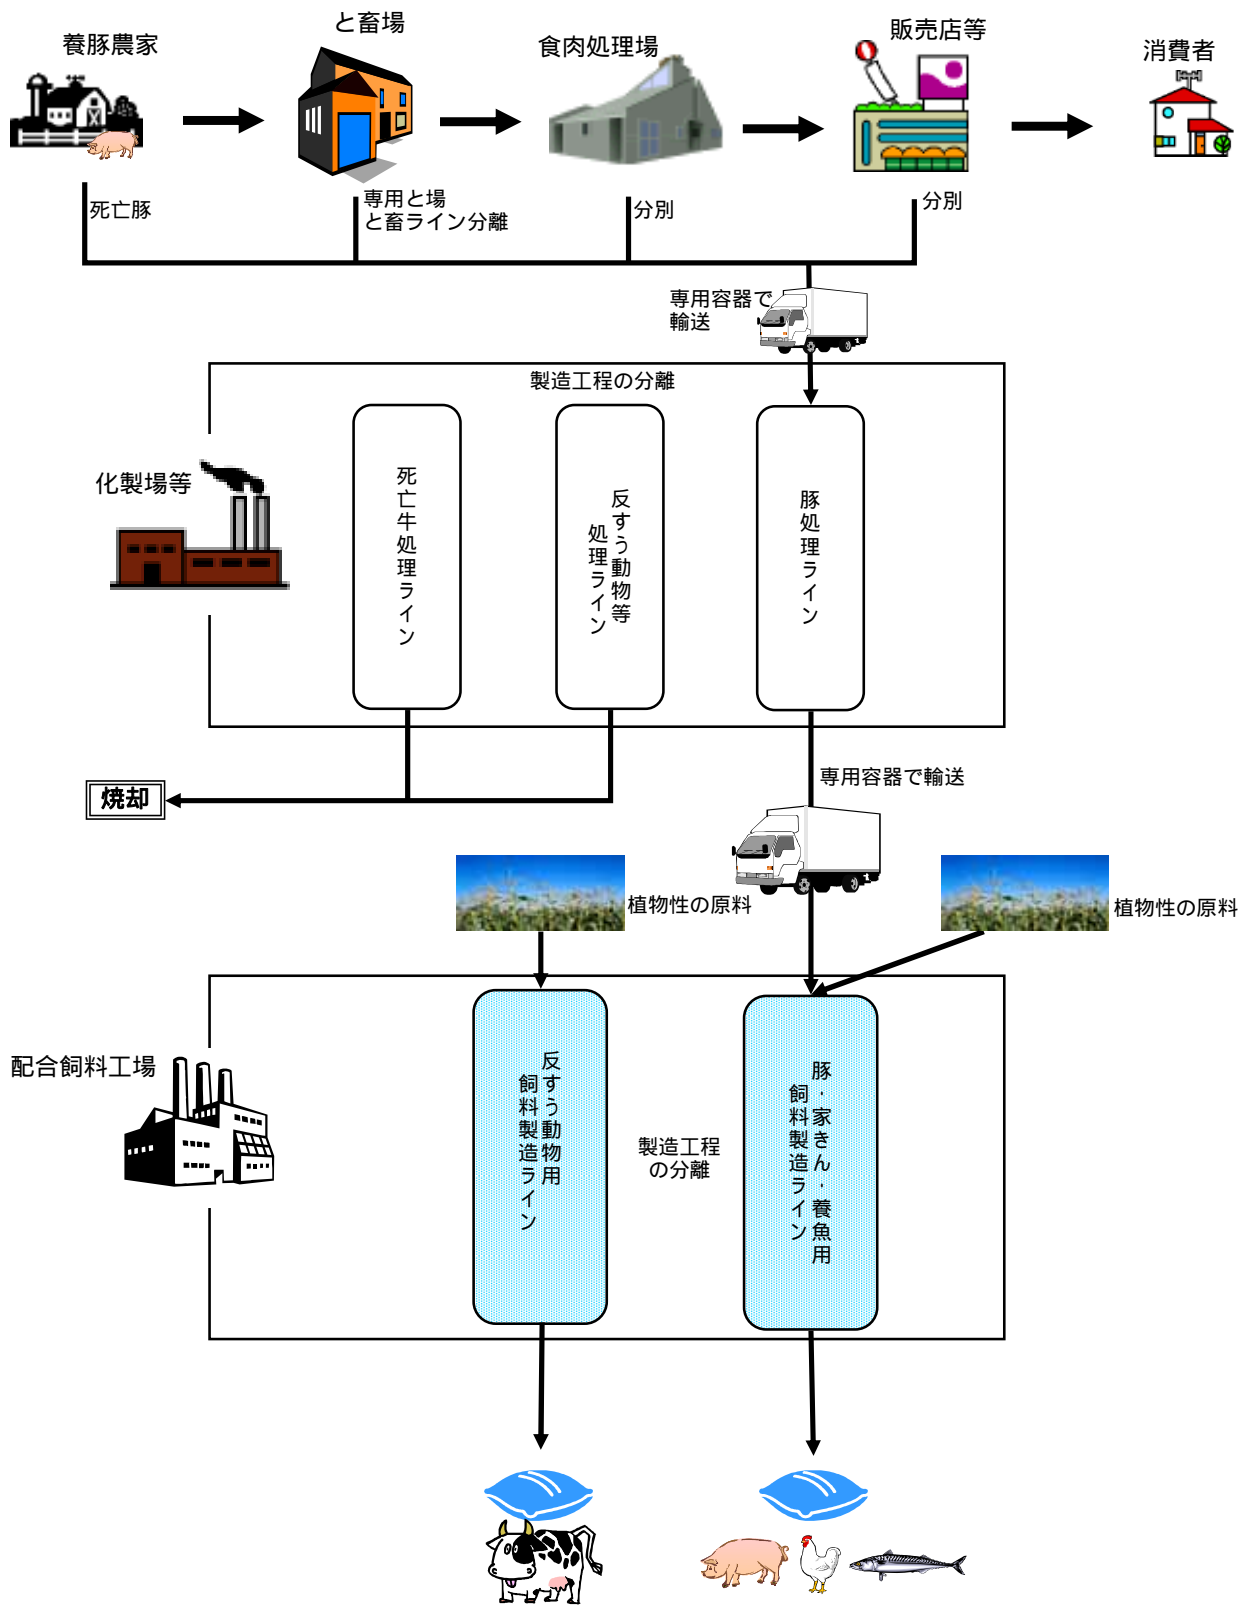 養豚農家
と畜場
食肉処理場
販売店等
消費者
死亡豚
専用と場
と畜ライン分離
分別
分別
専用容器で
輸送
製造工程の分離
化製場等
死亡牛処理ライン
反すう動物等
処理ライン
豚処理ライン
専用容器で輸送
焼却
植物性の原料
植物性の原料
配合飼料工場
反すう動物用
飼料製造ライン
製造工程
の分離
豚・家きん・養魚用
飼料製造ライン